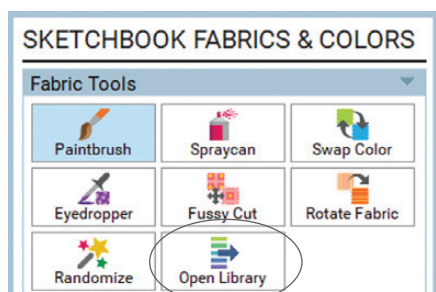 SKETCHBOOK FABRICS & COLORS
Fabric Tools
Paintbrush Spraycan Swap Color
Eyedropper Fussy Cut Rotate Fabric
Randomize Open Library